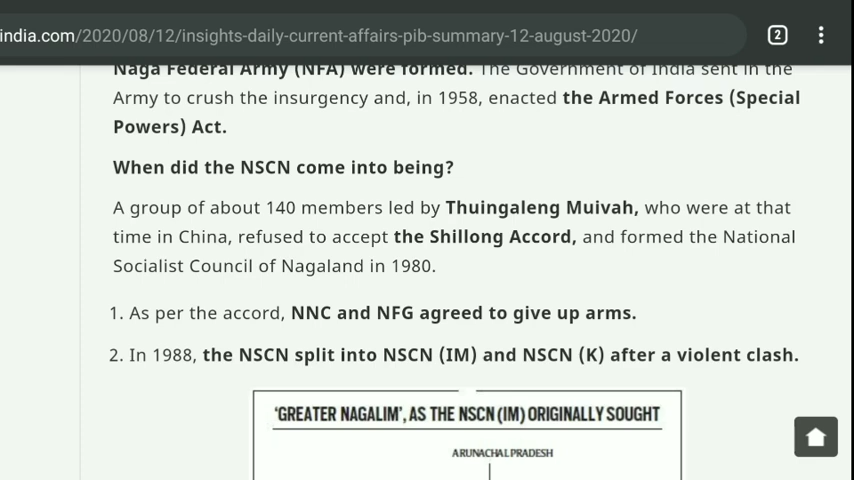 india.com/2020/08/12/insights-daily-current-affairs-pib-summary-12-august-2020/
2
Naga Federal Army (NFA) were formed. The Government of India sent in the
Army to crush the insurgency and, in 1958, enacted the Armed Forces (Special
Powers) Act.
When did the NSCN come into being?
A group of about 140 members led by Thuingaleng Muivah, who were at that
time in China, refused to accept the Shillong Accord, and formed the National
Socialist Council of Nagaland in 1980.
1. As per the accord, NNC and NFG agreed to give up arms.
2. In 1988, the NSCN split into NSCN (IM) and NSCN (K) after a violent clash.
'GREATER NAGALIM', AS THE NSCN (IM) ORIGINALLY SOUGHT
ARUNACHAL PRADESH